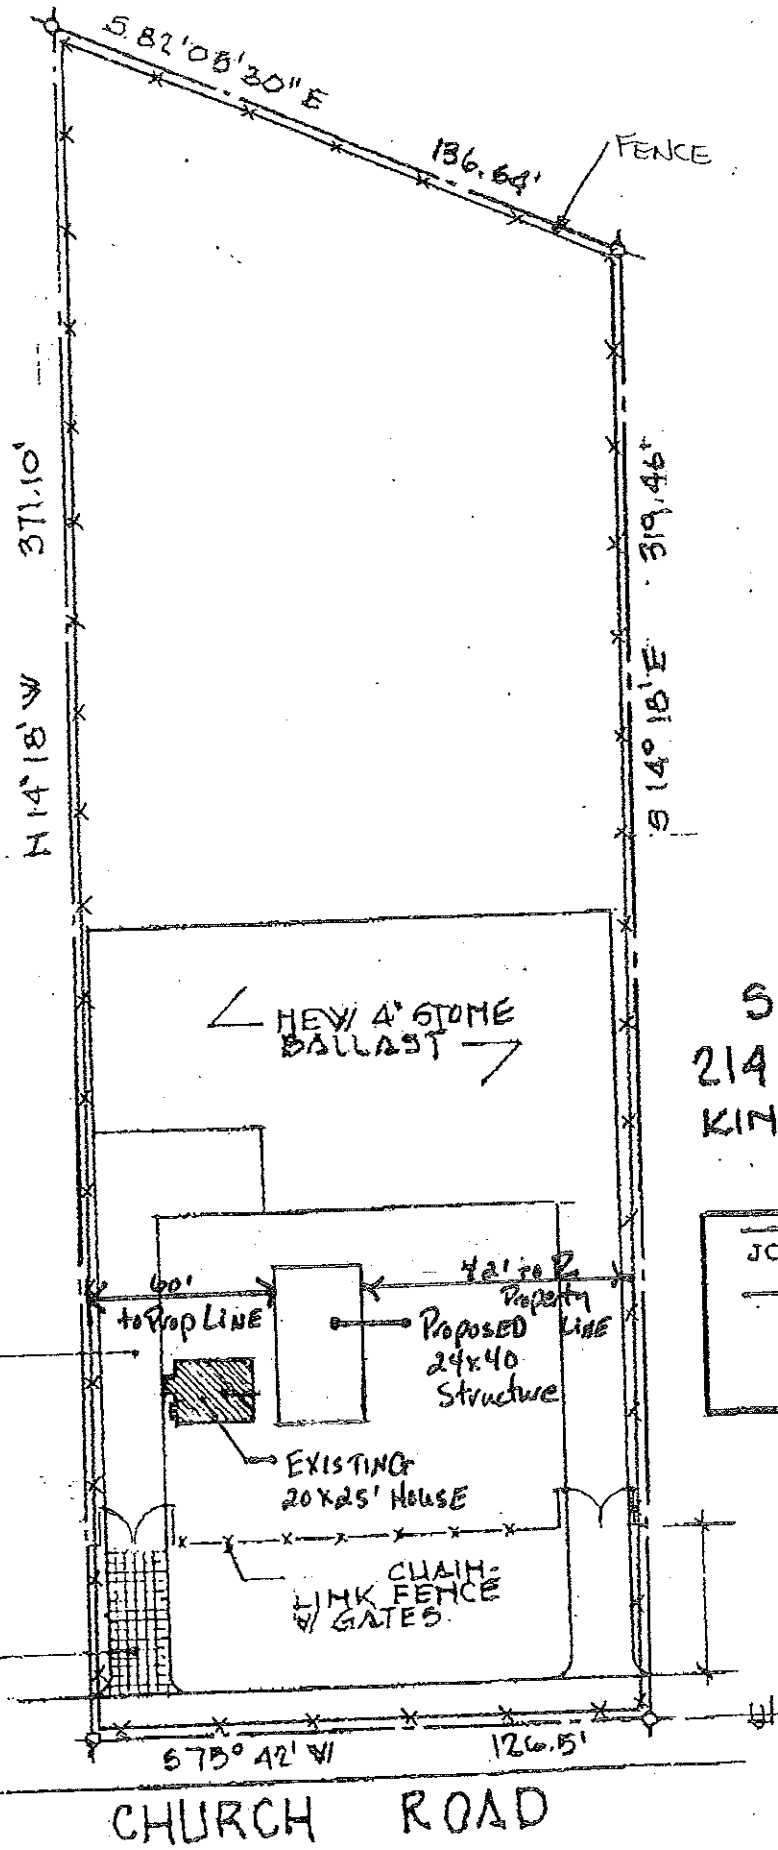 S 82°05'30" E
136.64'
FENCE
371.10'
N 14°18' W
319.46'
S 14° 18' E
NEW 4" STONE
BALLAST
S
214
KIN
JC
60'
to Prop LINE
42' to
Property
LINE
PROPOSED
24x40
Structure
EXISTING
20x25' House
CHAIN-
LINK FENCE
W/ GATES
S 75° 42' W
126.5'
CHURCH ROAD